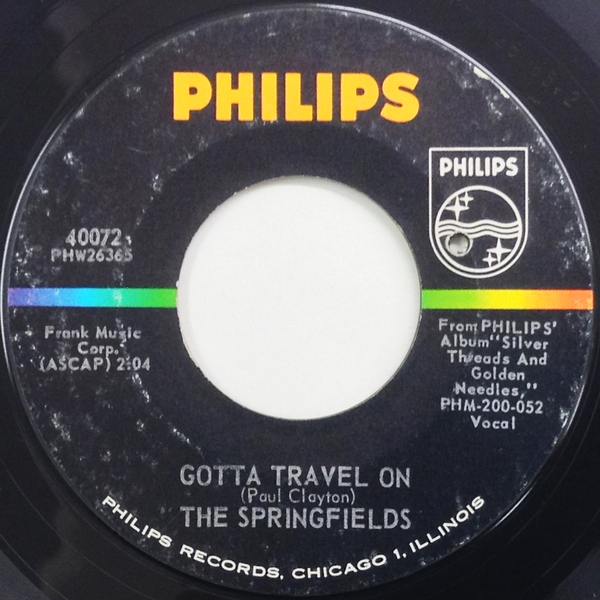 PHILIPS
PHILIPS
40072
PHW26365
Frank Music
Corp.
(ASCAP) 2:04
From PHILIPS'
Album "Silver
Threads And
Golden
Needles,"
PHM-200-052
Vocal
GOTTA TRAVEL ON
(Paul Clayton)
THE SPRINGFIELDS
PHILIPS RECORDS, CHICAGO 1, ILLINOIS